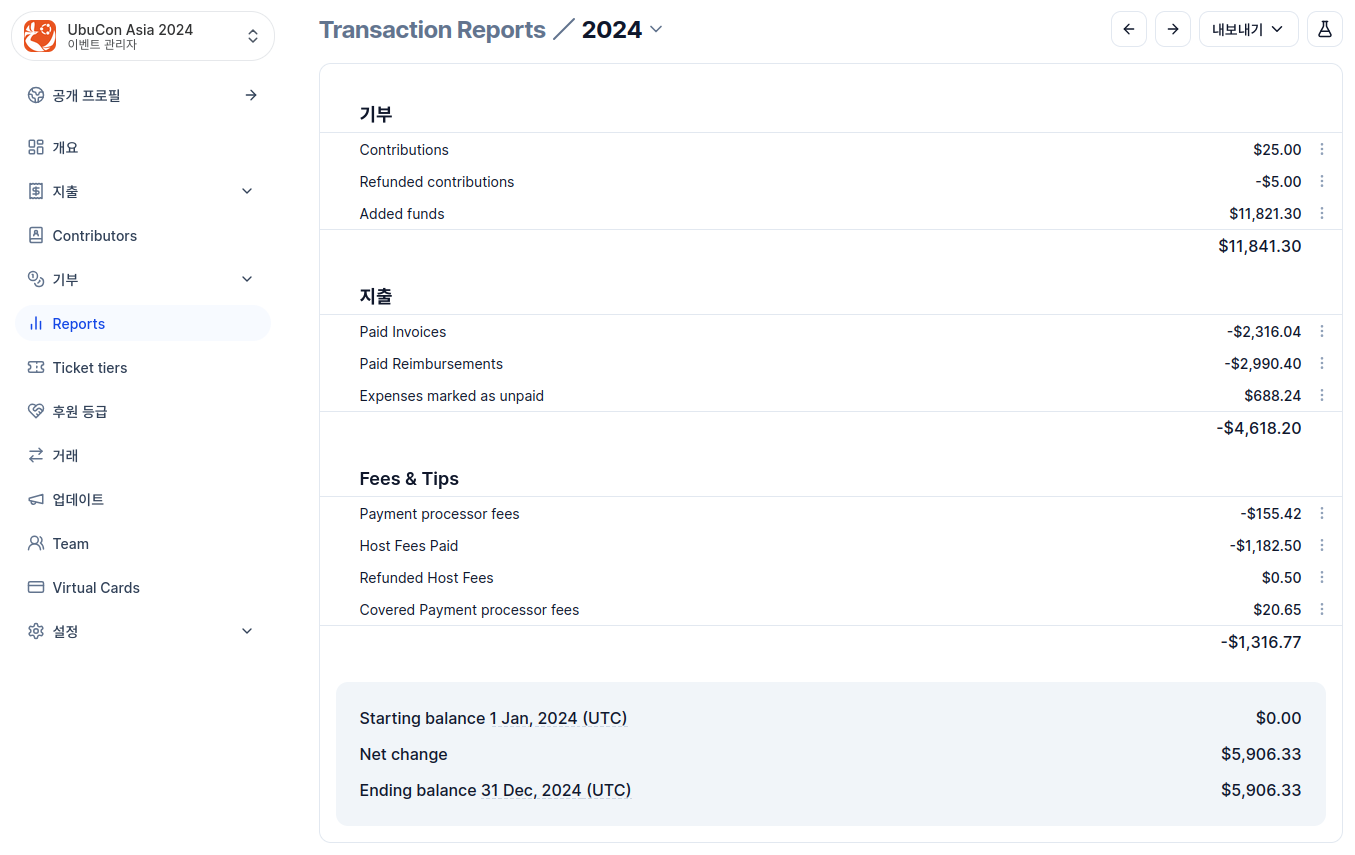 UbuCon Asia 2024
이벤트 관리자
공개 프로필
개요
지출
Contributors
기부
Reports
Ticket tiers
후원 등급
거래
업데이트
Team
Virtual Cards
설정
Transaction Reports / 2024
내보내기
기부
Contributions $25.00
Refunded contributions -$5.00
Added funds $11,821.30
$11,841.30
지출
Paid Invoices -$2,316.04
Paid Reimbursements -$2,990.40
Expenses marked as unpaid $688.24
-$4,618.20
Fees & Tips
Payment processor fees -$155.42
Host Fees Paid -$1,182.50
Refunded Host Fees $0.50
Covered Payment processor fees $20.65
-$1,316.77
Starting balance 1 Jan, 2024 (UTC) $0.00
Net change $5,906.33
Ending balance 31 Dec, 2024 (UTC) $5,906.33